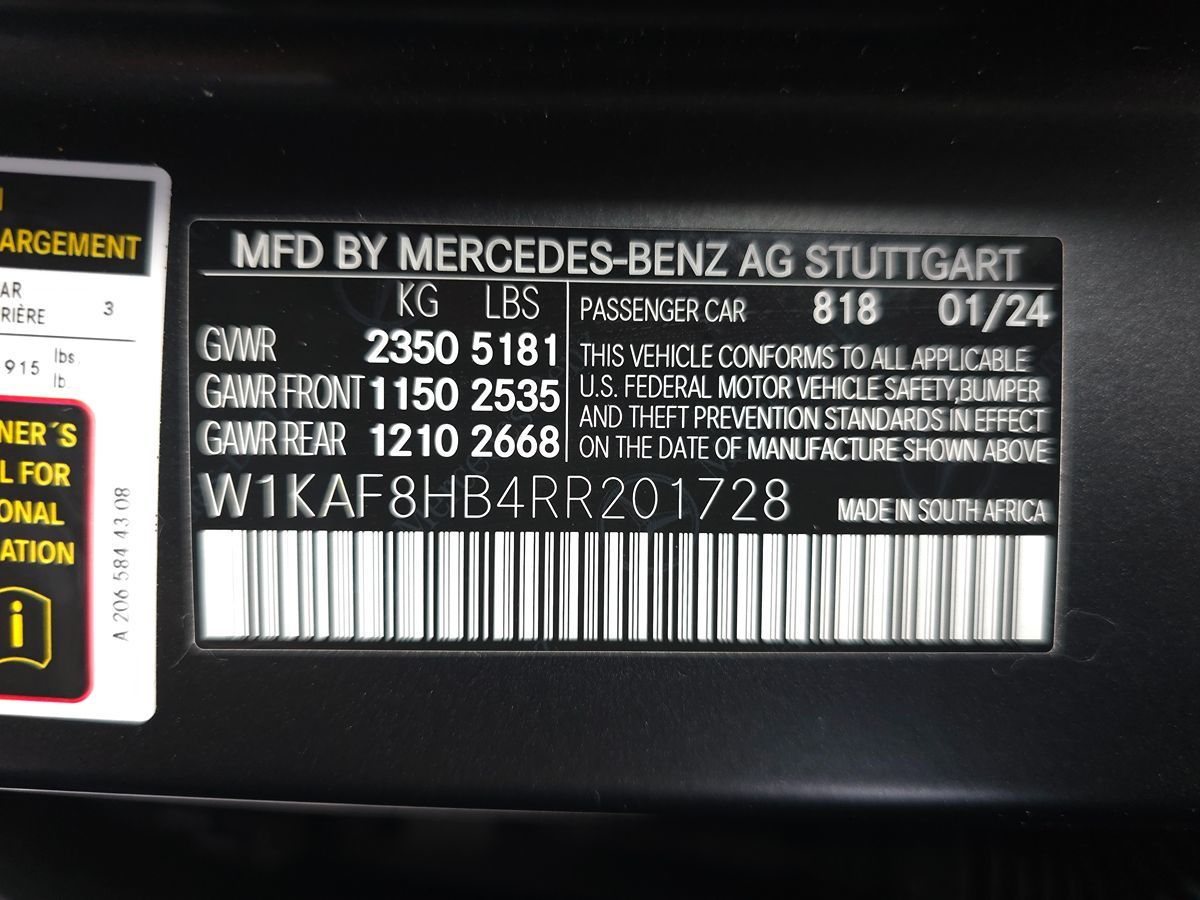 ARGEMENT
AR
RIÈRE 3
915 lbs
lb
NER´S
L FOR
ONAL
ATION
i
A 206 584 43 08
MFD BY MERCEDES-BENZ AG STUTTGART
KG LBS
GVWR 2350 5181
GAWR FRONT 1150 2535
GAWR REAR 1210 2668
PASSENGER CAR 818 01/24
THIS VEHICLE CONFORMS TO ALL APPLICABLE
U.S. FEDERAL MOTOR VEHICLE SAFETY, BUMPER
AND THEFT PREVENTION STANDARDS IN EFFECT
ON THE DATE OF MANUFACTURE SHOWN ABOVE
W1KAF8HB4RR201728
MADE IN SOUTH AFRICA